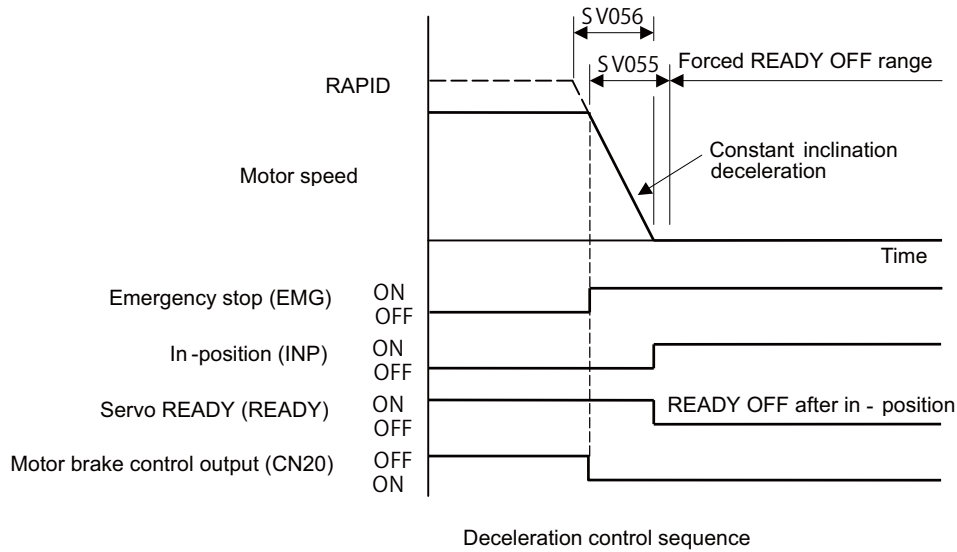 SV056
SV055
Forced READY OFF range
RAPID
Constant inclination
deceleration
Motor speed
Time
Emergency stop (EMG)
ON
OFF
In-position (INP)
ON
OFF
Servo READY (READY)
ON
OFF
READY OFF after in - position
Motor brake control output (CN20)
OFF
ON
Deceleration control sequence